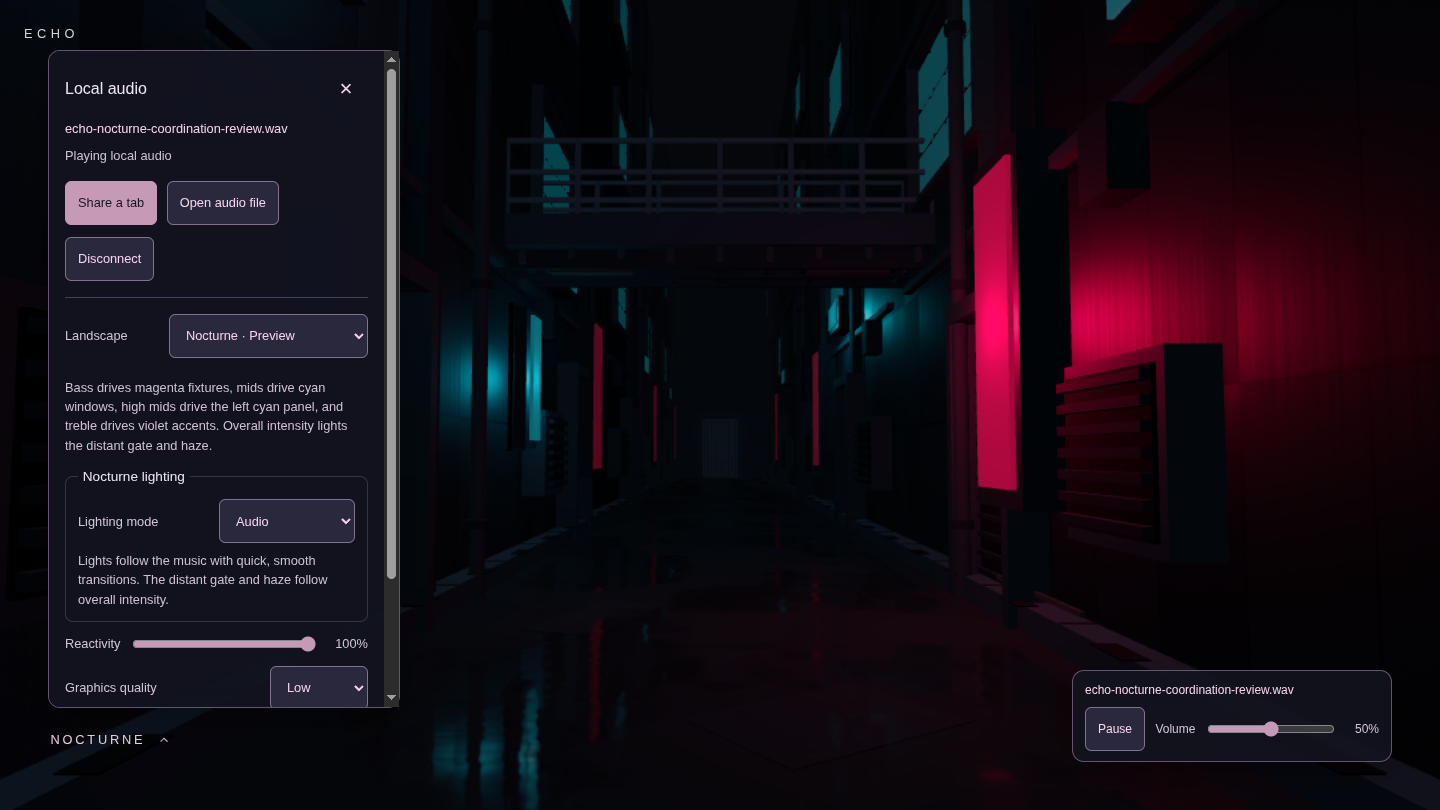 ECHO
Local audio
echo-nocturne-coordination-review.wav
Playing local audio
Share a tab
Open audio file
Disconnect
Landscape
Nocturne · Preview
Bass drives magenta fixtures, mids drive cyan
windows, high mids drive the left cyan panel, and
treble drives violet accents. Overall intensity lights
the distant gate and haze.
Nocturne lighting
Lighting mode
Audio
Lights follow the music with quick, smooth
transitions. The distant gate and haze follow
overall intensity.
Reactivity
100%
Graphics quality
Low
NOCTURNE
echo-nocturne-coordination-review.wav
Pause
Volume
50%